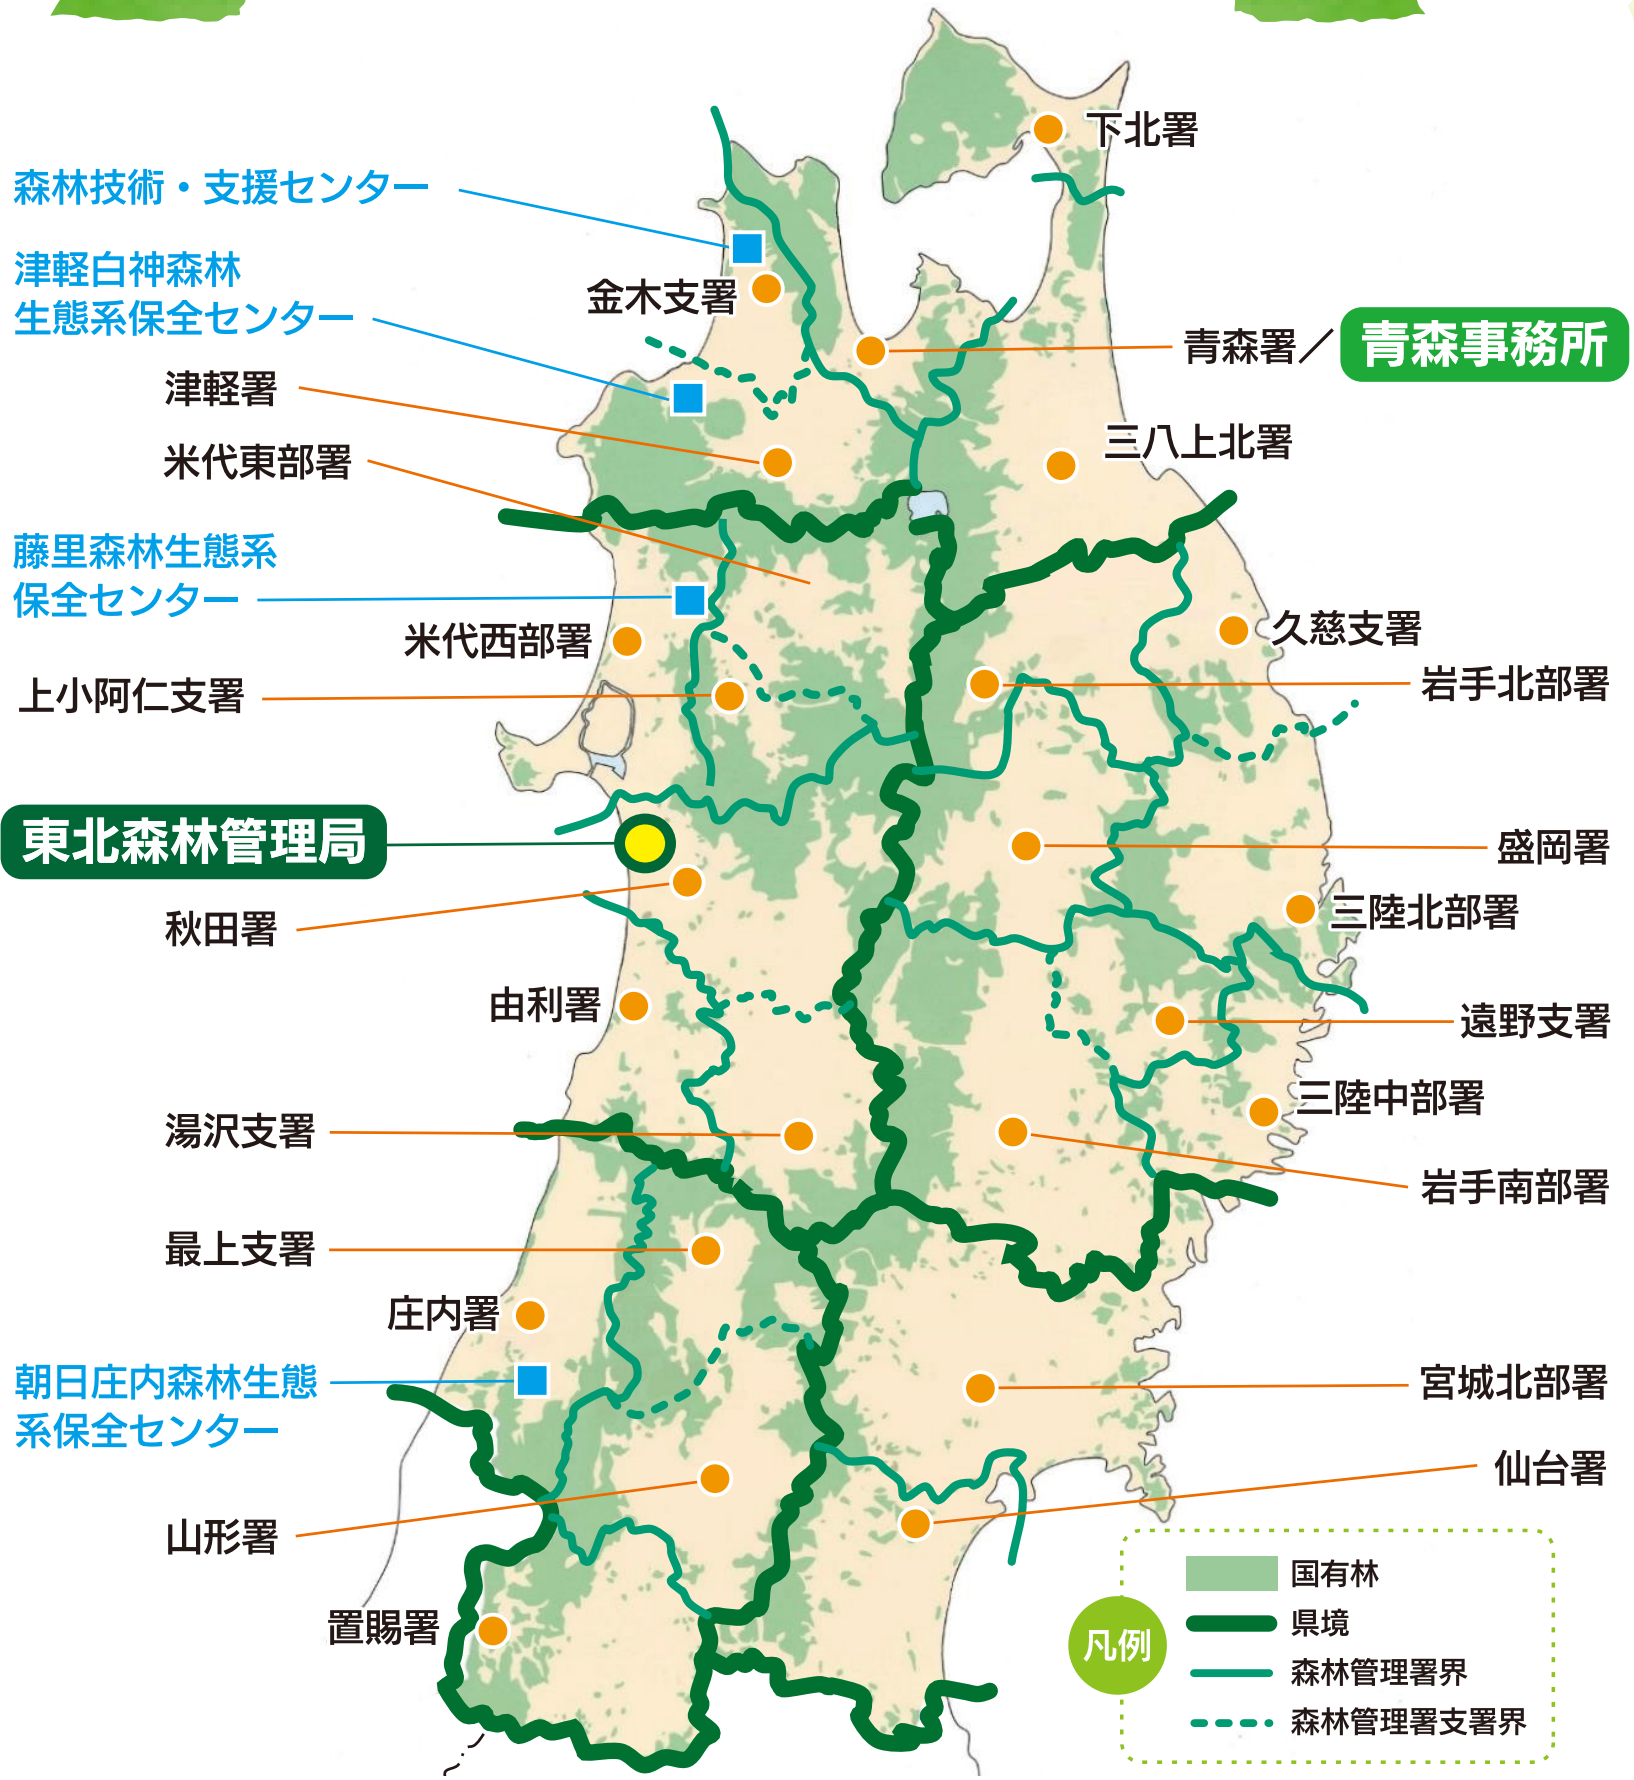 下北署
森林技術・支援センター
津軽白神森林
生態系保全センター
金木支署
青森署／青森事務所
津軽署
三八上北署
米代東部署
藤里森林生態系
保全センター
久慈支署
米代西部署
岩手北部署
上小阿仁支署
東北森林管理局
盛岡署
三陸北部署
秋田署
由利署
遠野支署
三陸中部署
湯沢支署
岩手南部署
最上支署
庄内署
朝日庄内森林生態
系保全センター
宮城北部署
仙台署
山形署
置賜署
凡例
国有林
県境
森林管理署界
森林管理署支署界